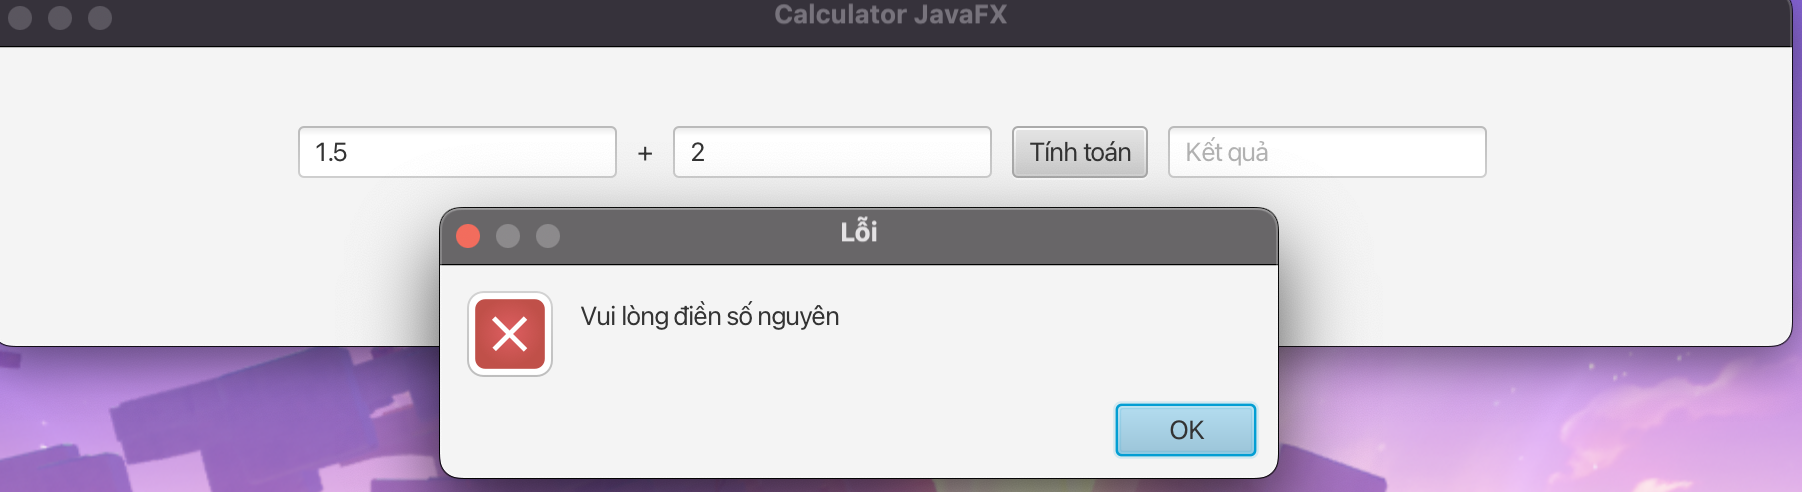 Calculator JavaFX
1.5 + 2 Tính toán Kết quả
Lỗi
Vui lòng điền số nguyên
OK